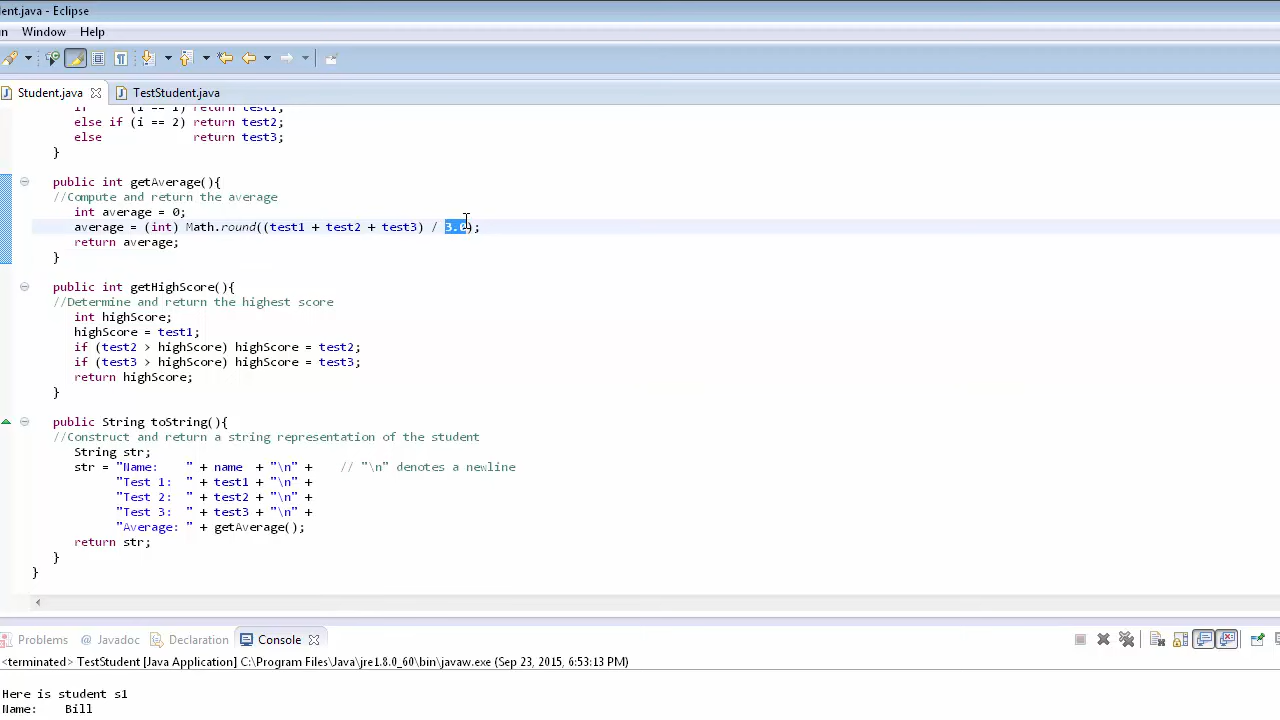 ent.java - Eclipse
n Window Help
Student.java TestStudent.java
if (i == 1) return test1;
else if (i == 2) return test2;
else return test3;
}
public int getAverage(){
//Compute and return the average
int average = 0;
average = (int) Math.round((test1 + test2 + test3) / 3.0);
return average;
}
public int getHighScore(){
//Determine and return the highest score
int highScore;
highScore = test1;
if (test2 > highScore) highScore = test2;
if (test3 > highScore) highScore = test3;
return highScore;
}
public String toString(){
//Construct and return a string representation of the student
String str;
str = "Name:    " + name  + "\n" +    // "\n" denotes a newline
"Test 1:  " + test1 + "\n" +
"Test 2:  " + test2 + "\n" +
"Test 3:  " + test3 + "\n" +
"Average: " + getAverage();
return str;
}
}
Problems @ Javadoc Declaration Console
<terminated> TestStudent [Java Application] C:\Program Files\Java\jre1.8.0_60\bin\javaw.exe (Sep 23, 2015, 6:53:13 PM)
Here is student s1
Name:    Bill